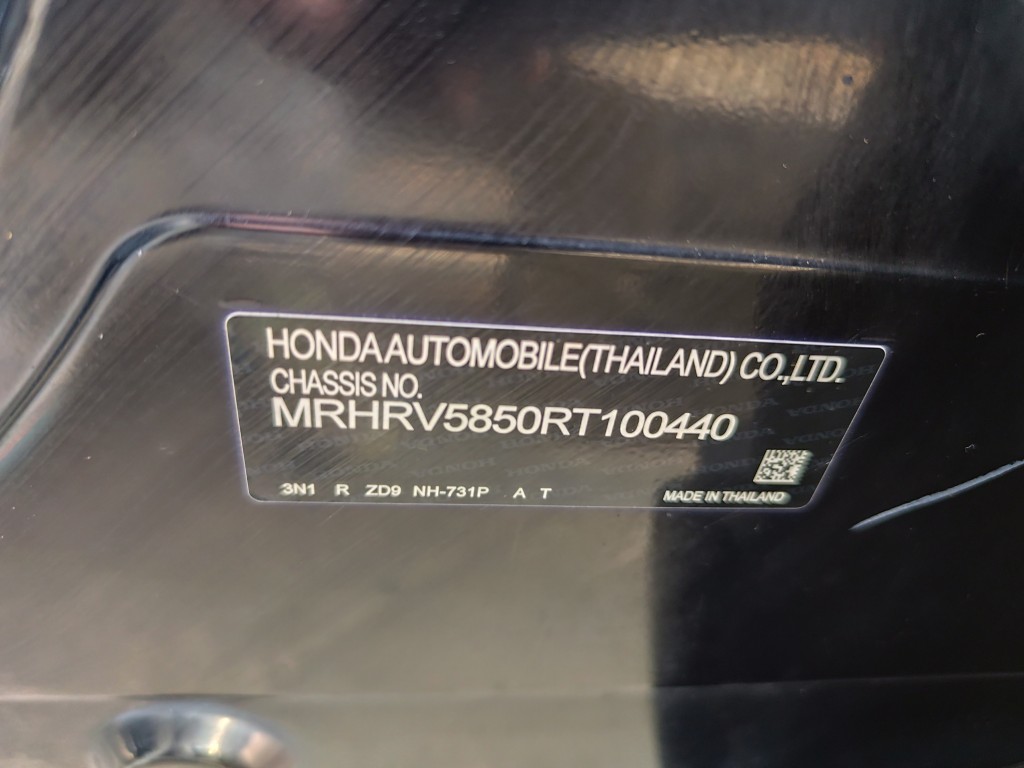 HONDA AUTOMOBILE(THAILAND) CO.,LTD.
CHASSIS NO.
MRHRV5850RT100440
3N1 R ZD9 NH-731P A T
MADE IN THAILAND